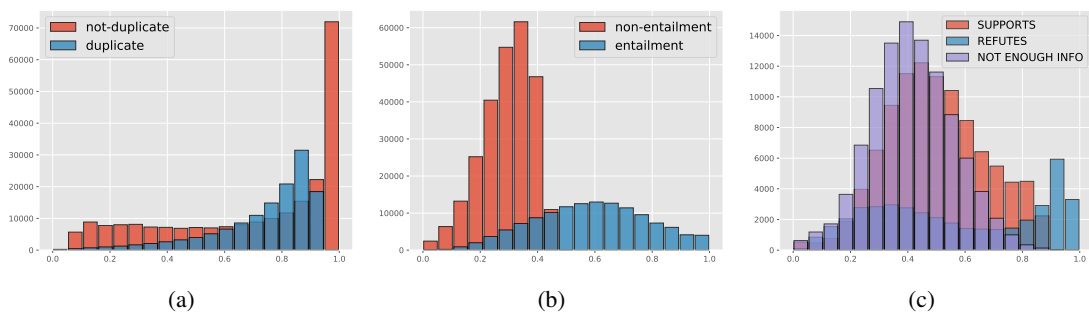 not-duplicate
duplicate
70000
60000
50000
40000
30000
20000
10000
0
0.0 0.2 0.4 0.6 0.8 1.0
(a)
non-entailment
entailment
60000
50000
40000
30000
20000
10000
0
0.0 0.2 0.4 0.6 0.8 1.0
(b)
SUPPORTS
REFUTES
NOT ENOUGH INFO
14000
12000
10000
8000
6000
4000
2000
0
0.0 0.2 0.4 0.6 0.8 1.0
(c)